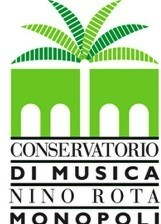 CONSERVATORIO
DI MUSICA
NINO ROTA
MONOPOLI